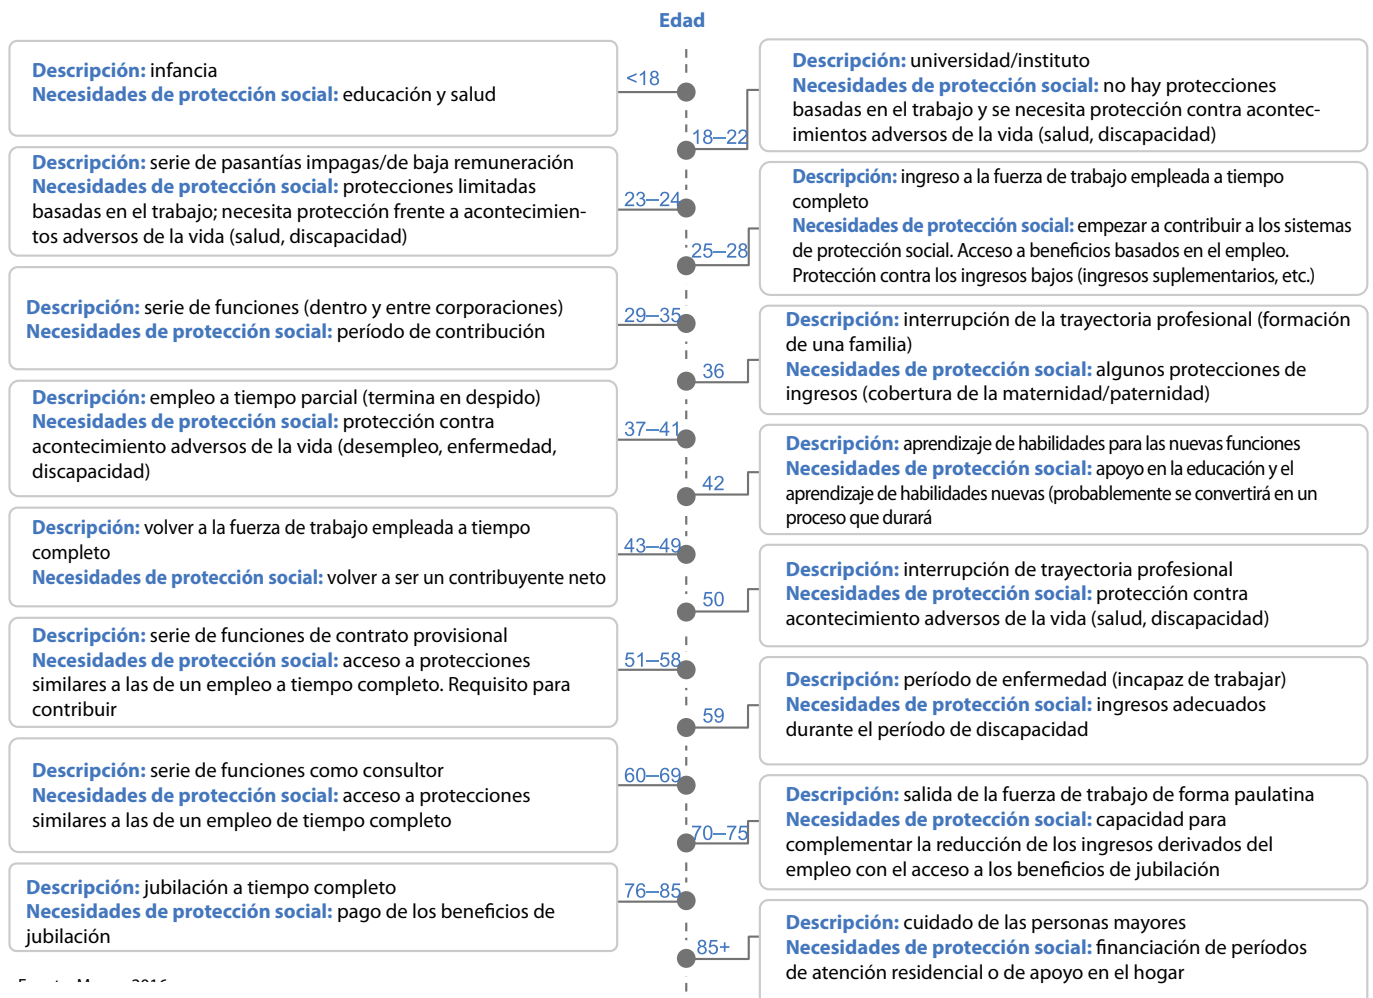 Edad
<18
Descripción: infancia
Necesidades de protección social: educación y salud
18–22
Descripción: universidad/instituto
Necesidades de protección social: no hay protecciones
basadas en el trabajo y se necesita protección contra acontec-
imientos adversos de la vida (salud, discapacidad)
23–24
Descripción: serie de pasantías impagas/de baja remuneración
Necesidades de protección social: protecciones limitadas
basadas en el trabajo; necesita protección frente a acontecimien-
tos adversos de la vida (salud, discapacidad)
25–28
Descripción: ingreso a la fuerza de trabajo empleada a tiempo
completo
Necesidades de protección social: empezar a contribuir a los sistemas
de protección social. Acceso a beneficios basados en el empleo.
Protección contra los ingresos bajos (ingresos suplementarios, etc.)
29–35
Descripción: serie de funciones (dentro y entre corporaciones)
Necesidades de protección social: período de contribución
36
Descripción: interrupción de la trayectoria profesional (formación
de una familia)
Necesidades de protección social: algunos protecciones de
ingresos (cobertura de la maternidad/paternidad)
37–41
Descripción: empleo a tiempo parcial (termina en despido)
Necesidades de protección social: protección contra
acontecimiento adversos de la vida (desempleo, enfermedad,
discapacidad)
42
Descripción: aprendizaje de habilidades para las nuevas funciones
Necesidades de protección social: apoyo en la educación y el
aprendizaje de habilidades nuevas (probablemente se convertirá en un
proceso que durará
43–49
Descripción: volver a la fuerza de trabajo empleada a tiempo
completo
Necesidades de protección social: volver a ser un contribuyente neto
50
Descripción: interrupción de trayectoria profesional
Necesidades de protección social: protección contra
acontecimiento adversos de la vida (salud, discapacidad)
51–58
Descripción: serie de funciones de contrato provisional
Necesidades de protección social: acceso a protecciones
similares a las de un empleo a tiempo completo. Requisito para
contribuir
59
Descripción: período de enfermedad (incapaz de trabajar)
Necesidades de protección social: ingresos adecuados
durante el período de discapacidad
60–69
Descripción: serie de funciones como consultor
Necesidades de protección social: acceso a protecciones
similares a las de un empleo de tiempo completo
70–75
Descripción: salida de la fuerza de trabajo de forma paulatina
Necesidades de protección social: capacidad para
complementar la reducción de los ingresos derivados del
empleo con el acceso a los beneficios de jubilación
76–85
Descripción: jubilación a tiempo completo
Necesidades de protección social: pago de los beneficios de
jubilación
85+
Descripción: cuidado de las personas mayores
Necesidades de protección social: financiación de períodos
de atención residencial o de apoyo en el hogar